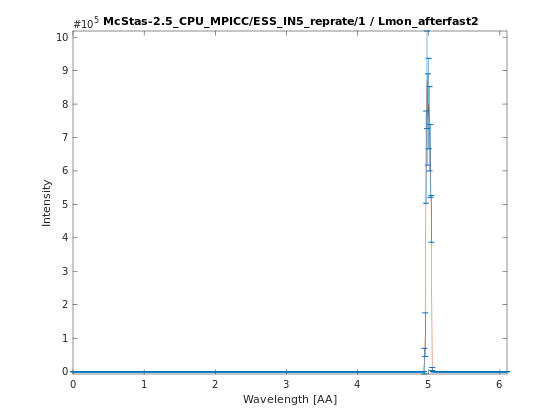 #10^5 McStas-2.5_CPU_MPICC/ESS_IN5_reprate/1 / Lmon_afterfast2
10
9
8
7
6
5
4
3
2
1
0
Intensity
0 1 2 3 4 5 6
Wavelength [AA]